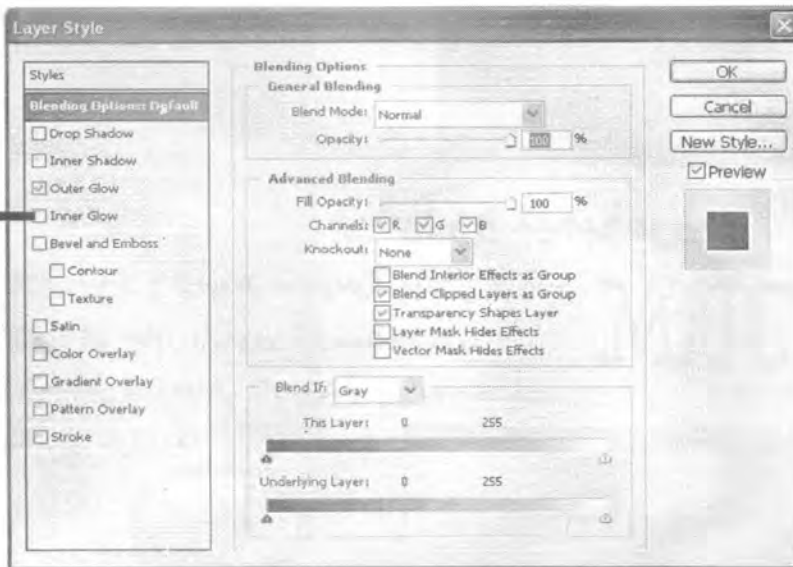 Layer Style
Styles
Blending Options: Default
Drop Shadow
Inner Shadow
Outer Glow
Inner Glow
Bevel and Emboss
Contour
Texture
Satin
Color Overlay
Gradient Overlay
Pattern Overlay
Stroke
Blending Options
General Blending
Blend Mode: Normal
Opacity: 100 %
Advanced Blending
Fill Opacity: 100 %
Channels: R G B
Knockout: None
Blend Interior Effects as Group
Blend Clipped Layers as Group
Transparency Shapes Layer
Layer Mask Hides Effects
Vector Mask Hides Effects
Blend If: Gray
This Layer: 0 255
Underlying Layer: 0 255
OK
Cancel
New Style...
Preview